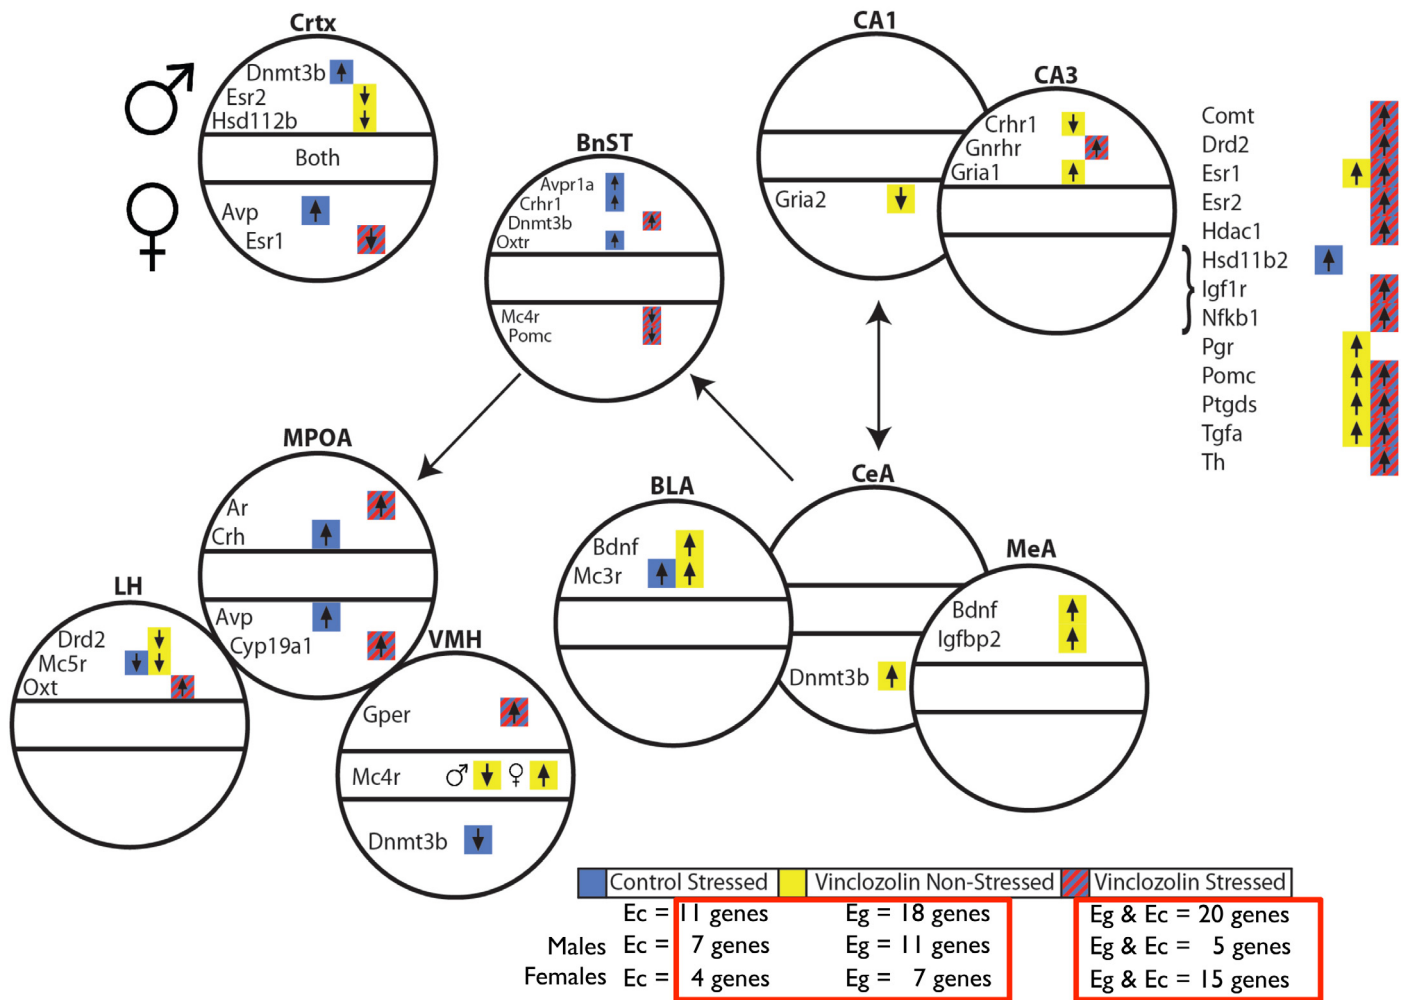 Crtx
Dnmt3b
Esr2
Hsd112b
Both
Avp
Esr1
BnST
Avpr1a
Crhr1
Dnmt3b
Oxtr
Mc4r
Pomc
CA1
Gria2
CA3
Crhr1
Gnrhr
Gria1
Comt
Drd2
Esr1
Esr2
Hdac1
Hsd11b2
Igf1r
Nfkb1
Pgr
Pomc
Ptgds
Tgfa
Th
MPOA
Ar
Crh
Avp
Cyp19a1
LH
Drd2
Mc5r
Oxt
VMH
Gper
Mc4r ♂ ♀
Dnmt3b
BLA
Bdnf
Mc3r
CeA
Dnmt3b
MeA
Bdnf
Igfbp2
Control Stressed Vinclozolin Non-Stressed Vinclozolin Stressed
Ec = 11 genes Eg = 18 genes Eg & Ec = 20 genes
Males Ec = 7 genes Eg = 11 genes Eg & Ec = 5 genes
Females Ec = 4 genes Eg = 7 genes Eg & Ec = 15 genes